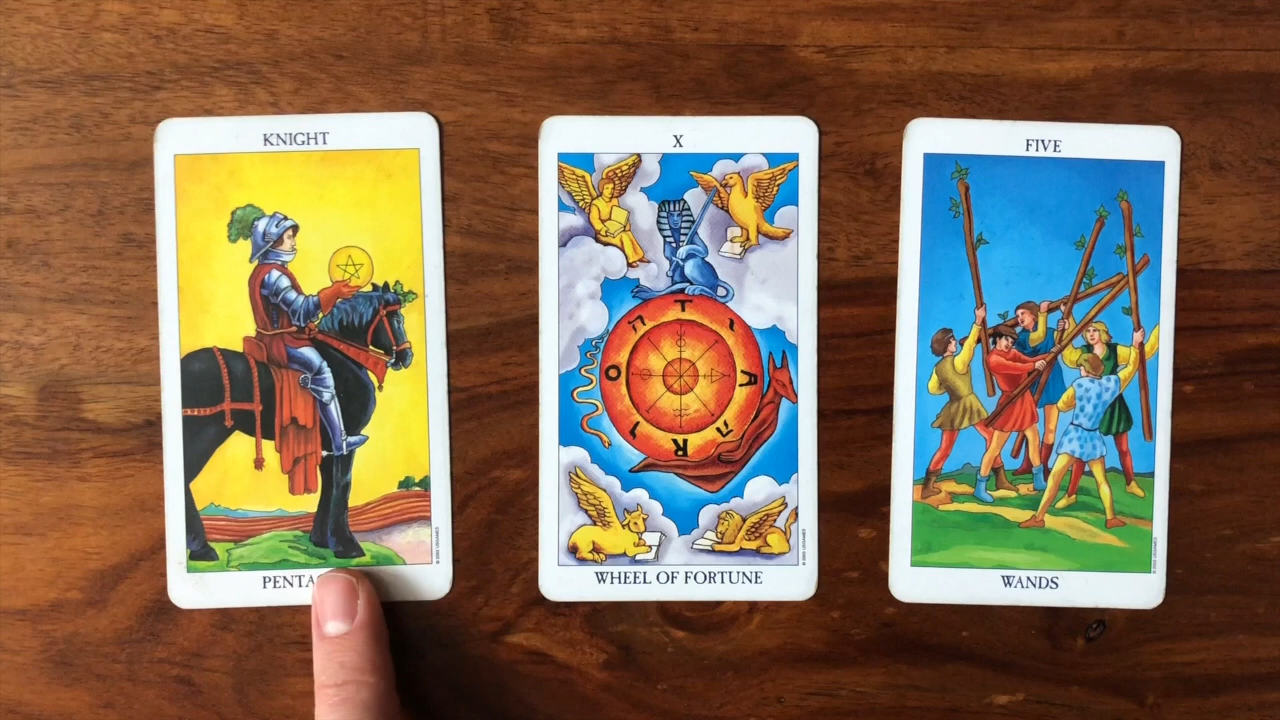 KNIGHT
PENTA
X
ה T י
O A
ו R ה
WHEEL OF FORTUNE
FIVE
WANDS